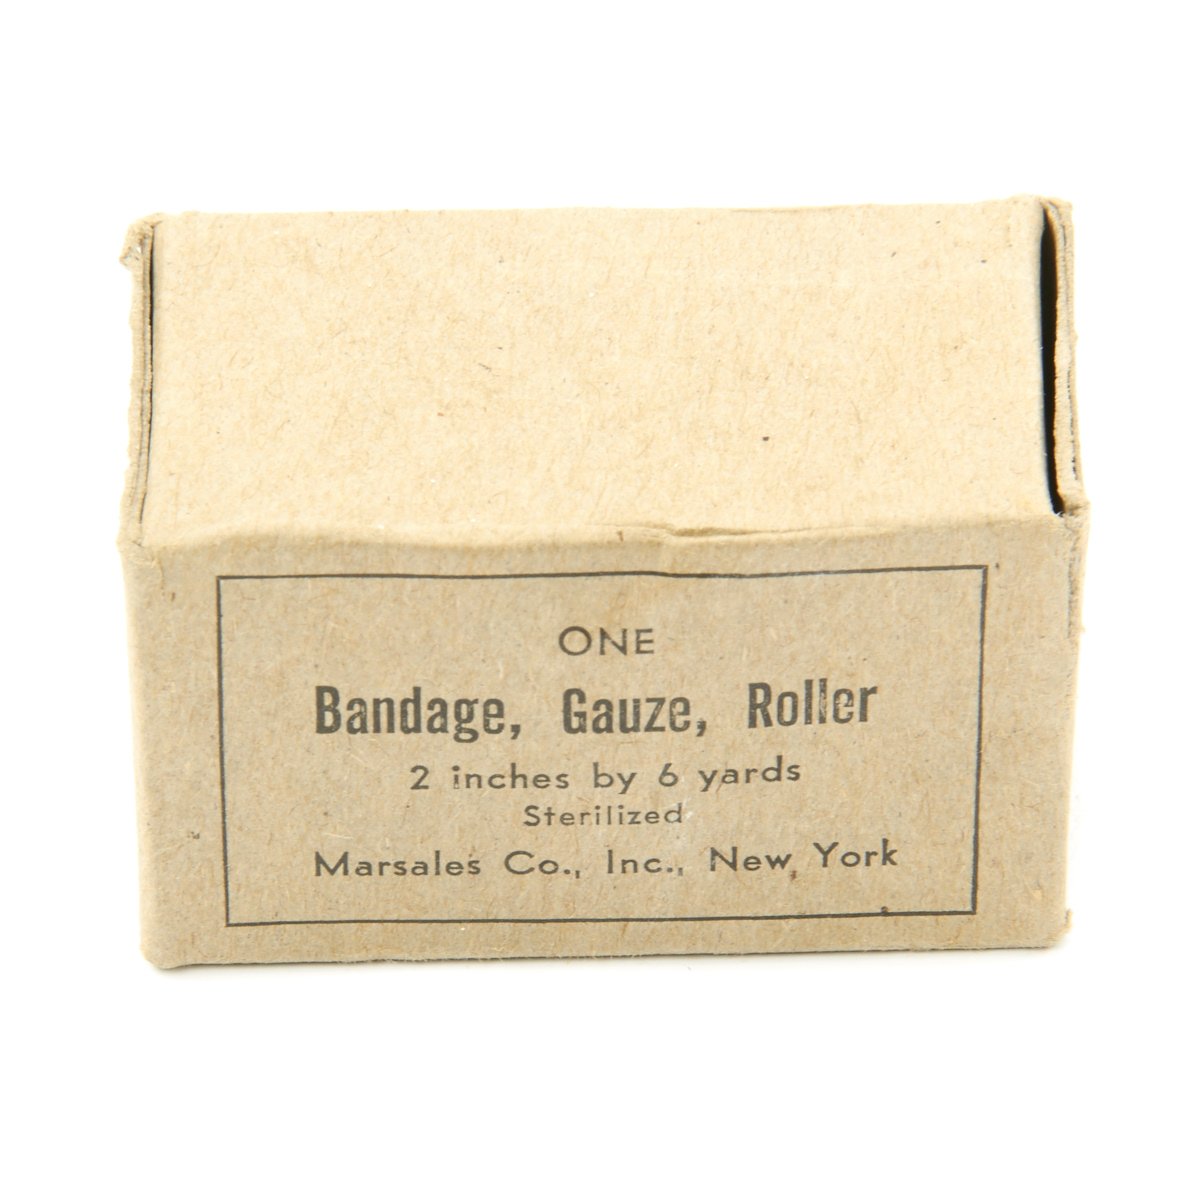 ONE
Bandage, Gauze, Roller
2 inches by 6 yards
Sterilized
Marsales Co., Inc., New York